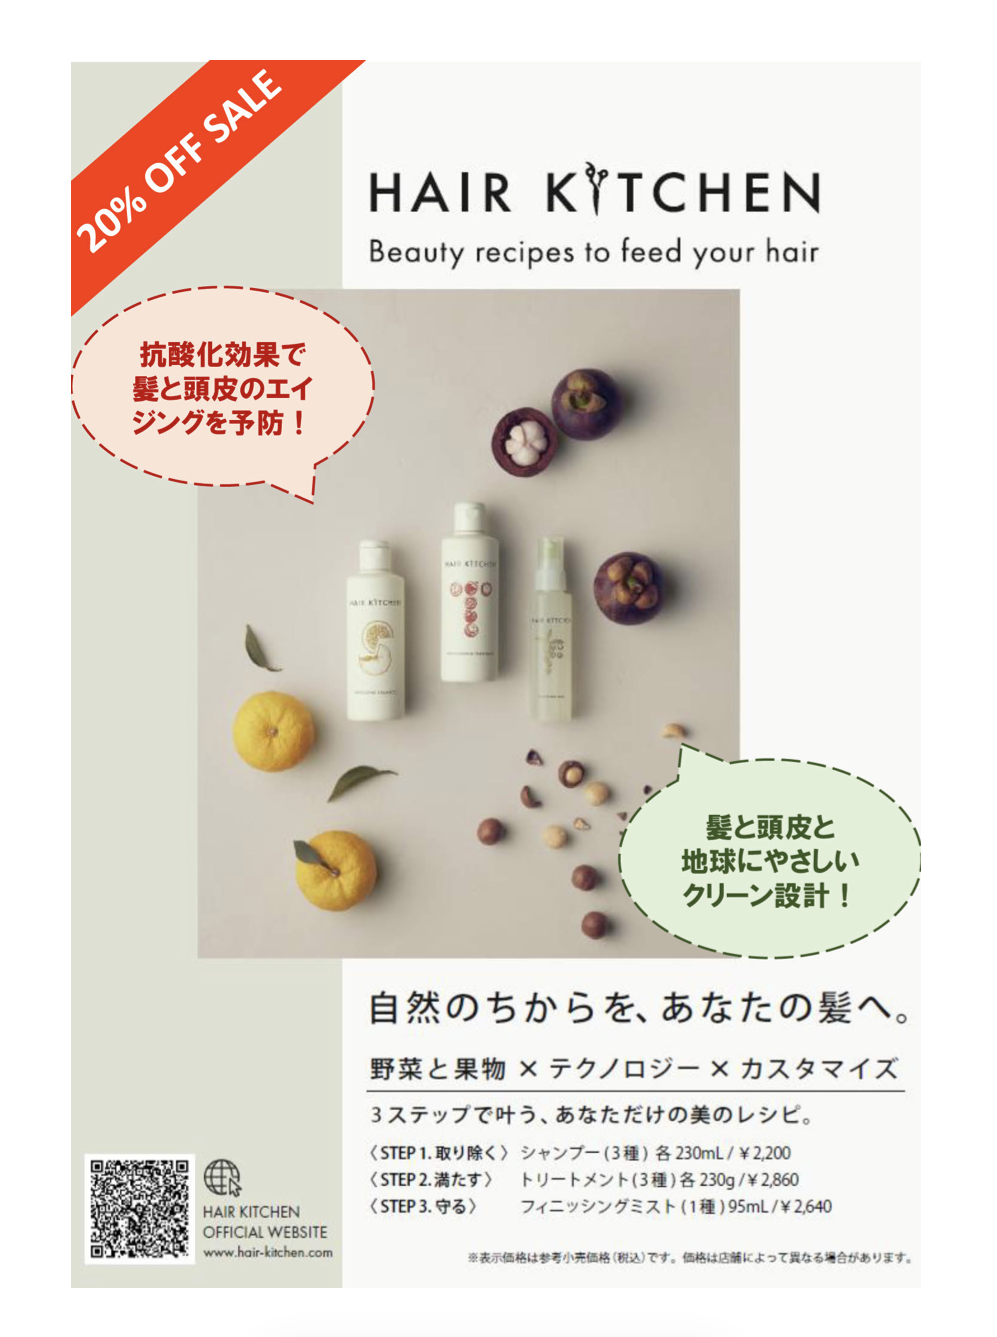 20% OFF SALE
HAIR KITCHEN
Beauty recipes to feed your hair
抗酸化効果で
髪と頭皮のエイ
ジングを予防！
HAIR KITCHEN
HAIR KITCHEN
HAIR KITCHEN
髪と頭皮と
地球にやさしい
クリーン設計！
自然のちからを、あなたの髪へ。
野菜と果物 × テクノロジー × カスタマイズ
3ステップで叶う、あなただけの美のレシピ。
〈STEP 1. 取り除く〉 シャンプー (3種) 各 230mL / ¥2,200
〈STEP 2. 満たす〉 トリートメント (3種) 各 230g / ¥2,860
〈STEP 3. 守る〉 フィニッシングミスト (1種) 95mL / ¥2,640
HAIR KITCHEN
OFFICIAL WEBSITE
www.hair-kitchen.com
※表示価格は参考小売価格（税込）です。価格は店舗によって異なる場合があります。